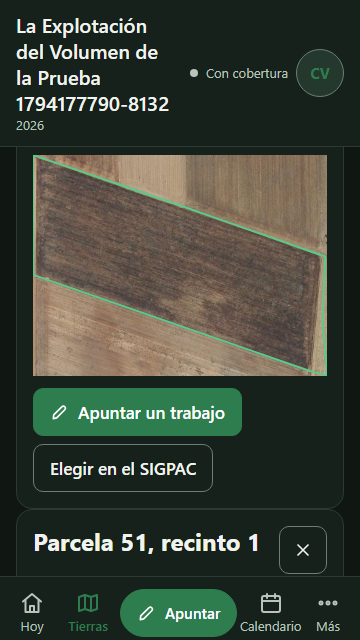 La Explotación
del Volumen de
la Prueba
1794177790-8132
2026
Con cobertura
CV
Apuntar un trabajo
Elegir en el SIGPAC
Parcela 51, recinto 1
Hoy
Tierras
Apuntar
Calendario
Más